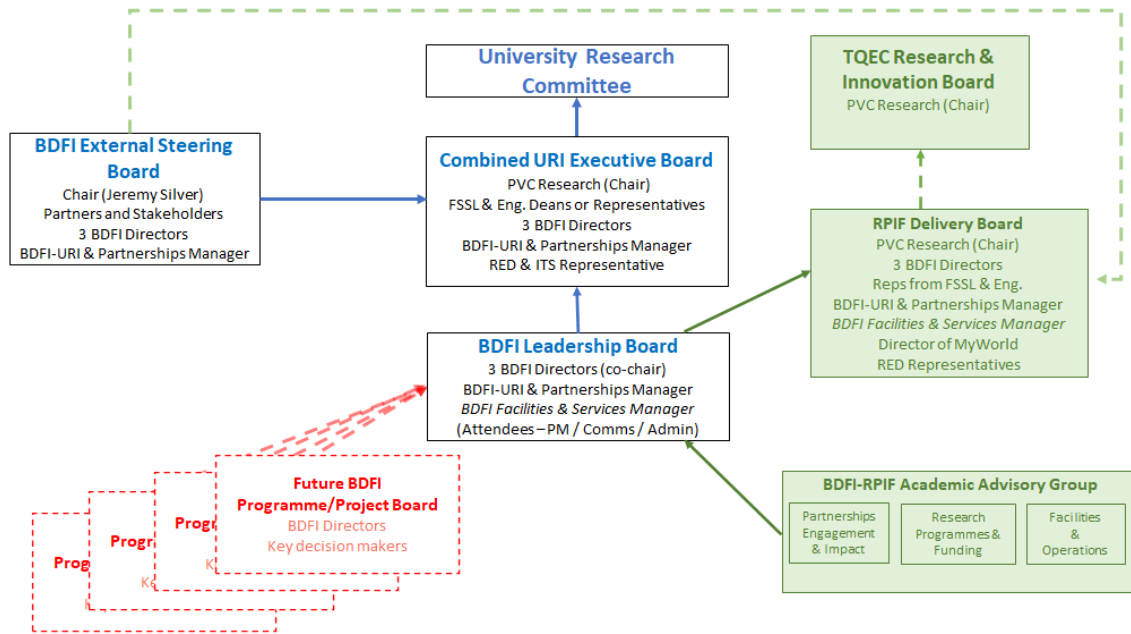 University Research
Committee
TQEC Research &
Innovation Board
PVC Research (Chair)
BDFI External Steering
Board
Chair (Jeremy Silver)
Partners and Stakeholders
3 BDFI Directors
BDFI-URI & Partnerships Manager
Combined URI Executive Board
PVC Research (Chair)
FSSL & Eng. Deans or Representatives
3 BDFI Directors
BDFI-URI & Partnerships Manager
RED & ITS Representative
RPIF Delivery Board
PVC Research (Chair)
3 BDFI Directors
Reps from FSSL & Eng.
BDFI-URI & Partnerships Manager
BDFI Facilities & Services Manager
Director of MyWorld
RED Representatives
BDFI Leadership Board
3 BDFI Directors (co-chair)
BDFI-URI & Partnerships Manager
BDFI Facilities & Services Manager
(Attendees – PM / Comms / Admin)
Future BDFI
Programme/Project Board
BDFI Directors
Key decision makers
Progr
Progr
Prog
BDFI-RPIF Academic Advisory Group
Partnerships
Engagement
& Impact
Research
Programmes &
Funding
Facilities
&
Operations